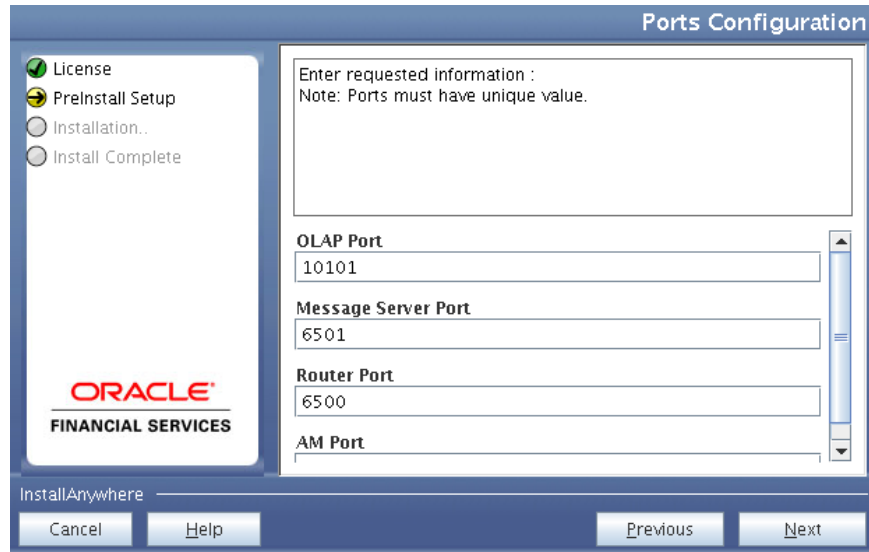 Ports Configuration
License
PreInstall Setup
Installation..
Install Complete
ORACLE
FINANCIAL SERVICES
Enter requested information :
Note: Ports must have unique value.
OLAP Port
10101
Message Server Port
6501
Router Port
6500
AM Port
InstallAnywhere
Cancel
Help
Previous
Next